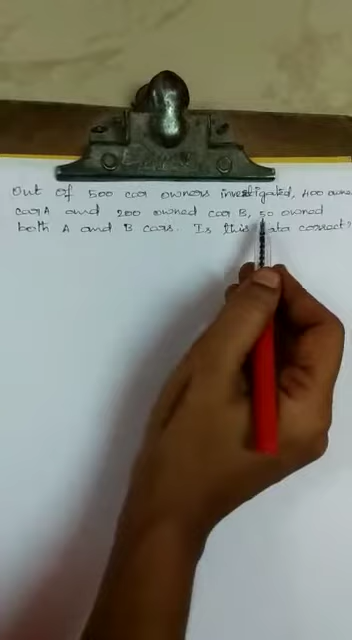 Out of 500 car owners investigated, 400 owned
car A and 200 owned car B, 50 owned
both A and B cars. Is this data correct?